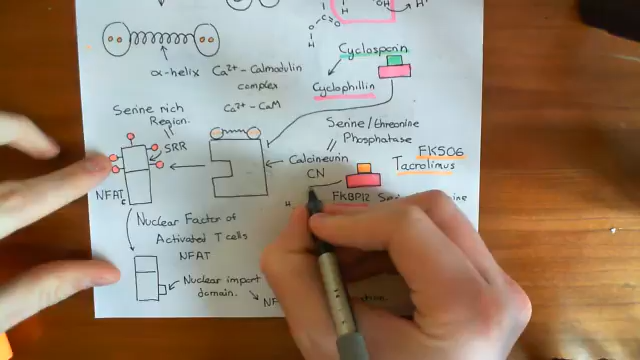 H
H⁺
C
O
O
H
Cyclosporin
α-helix
Ca²⁺- Calmodulin
complex
Ca²⁺- CaM
Cyclophillin
Serine rich
Region.
SRR
Serine/threonine
Phosphatase
Calcineurin
CN
FK506
Tacrolimus
NFATc
FKBP12
Nuclear Factor of
Activated T cells
NFAT
Nuclear import
domain.